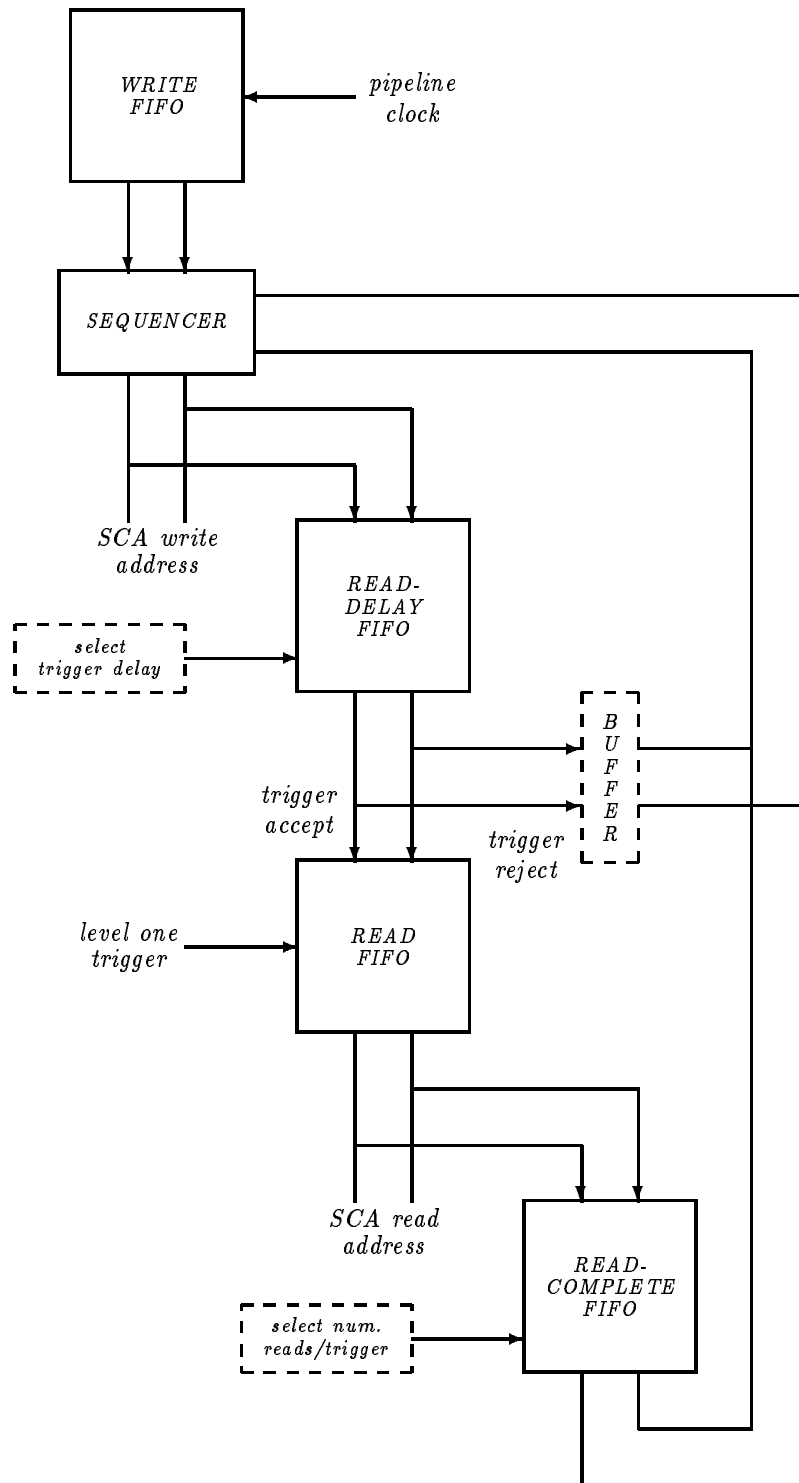 WRITE
FIFO
pipeline
clock
SEQUENCER
SCA write
address
READ-
DELAY
FIFO
select
trigger delay
B
U
F
F
E
R
trigger
accept
trigger
reject
level one
trigger
READ
FIFO
SCA read
address
READ-
COMPLETE
FIFO
select num.
reads/trigger